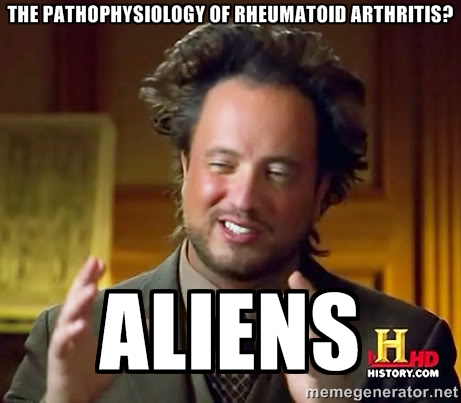 THE PATHOPHYSIOLOGY OF RHEUMATOID ARTHRITIS?
ALIENS
H HD
HISTORY.COM
memegenerator.net